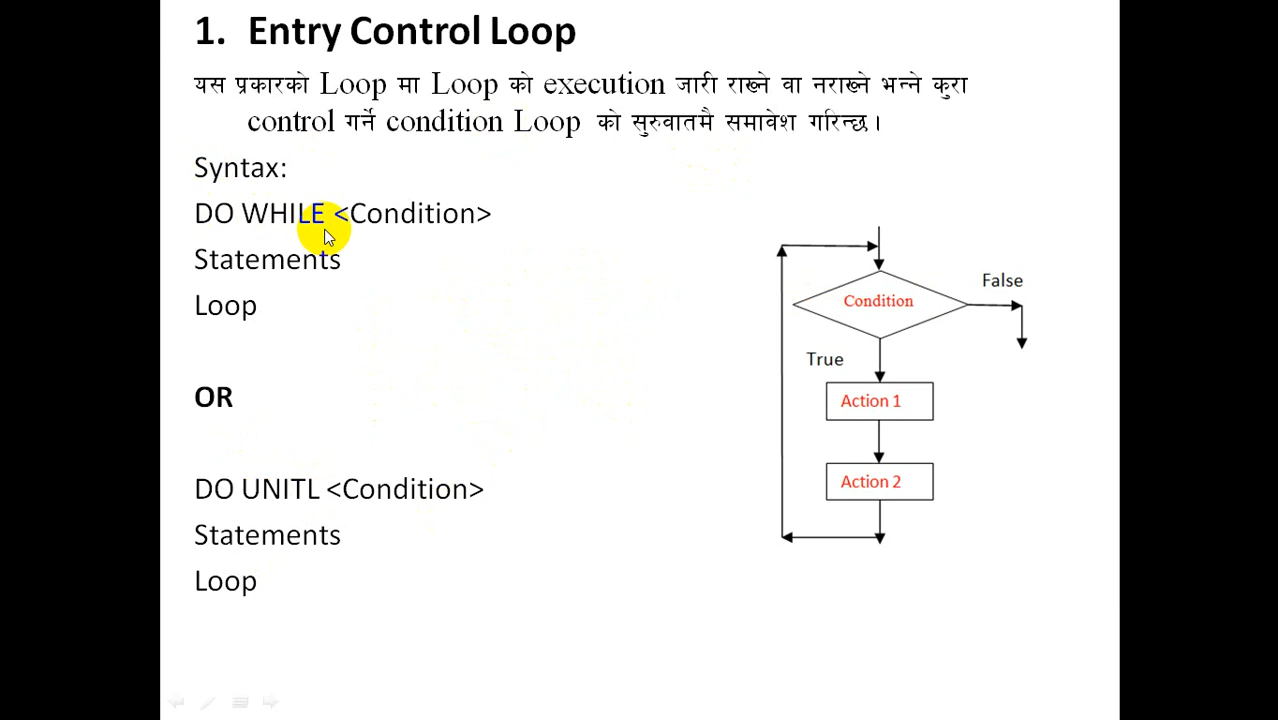 1. Entry Control Loop
यस प्रकारको Loop मा Loop को execution जारी राख्ने वा नराख्ने भन्ने कुरा
control गर्ने condition Loop को सुरुवातमै समावेश गरिन्छ।
Syntax:
DO WHILE <Condition>
Statements
Loop
OR
DO UNITL <Condition>
Statements
Loop
Condition
False
True
Action 1
Action 2